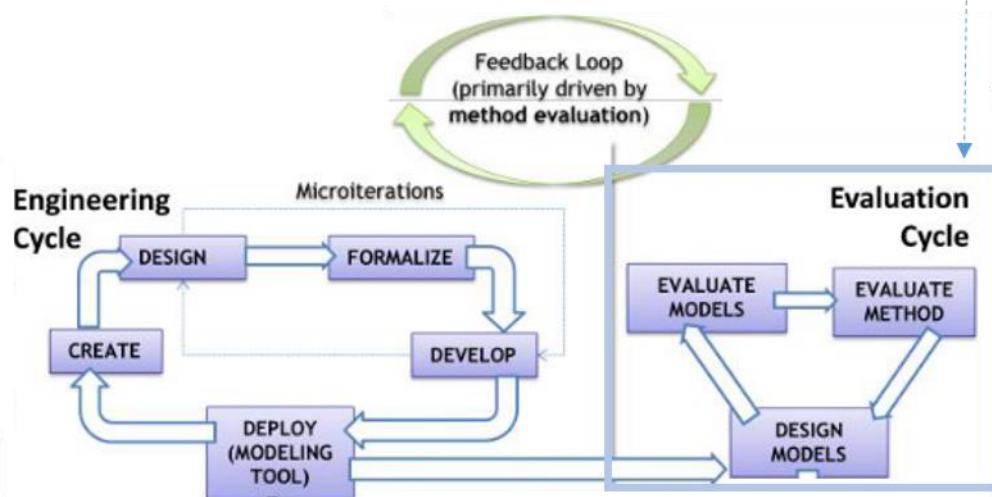 Feedback Loop
(primarily driven by
method evaluation)
Engineering
Cycle
Microiterations
DESIGN
FORMALIZE
CREATE
DEVELOP
DEPLOY
(MODELING
TOOL)
Evaluation
Cycle
EVALUATE
MODELS
EVALUATE
METHOD
DESIGN
MODELS